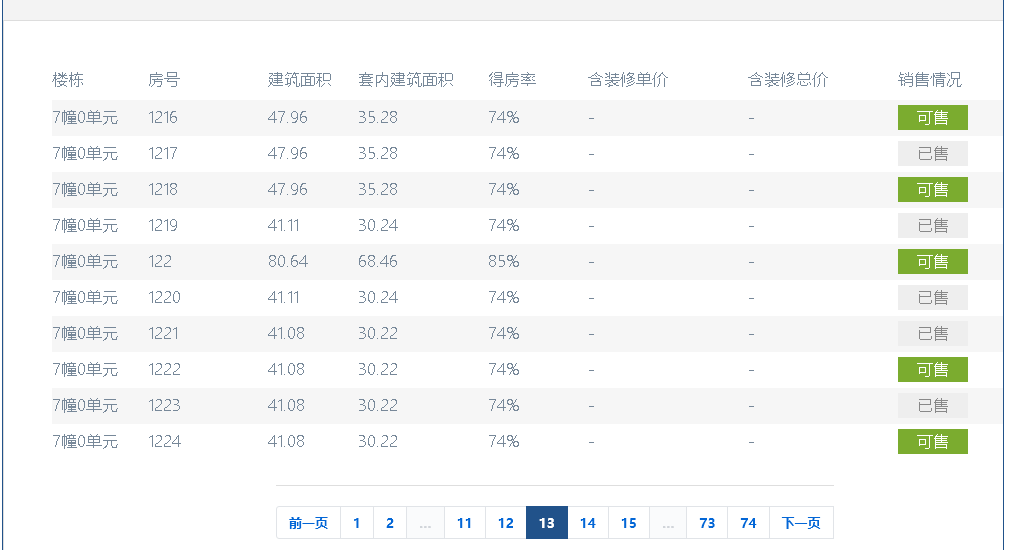 楼栋 房号 建筑面积 套内建筑面积 得房率 含装修单价 含装修总价 销售情况
7幢0单元 1216 47.96 35.28 74% - - 可售
7幢0单元 1217 47.96 35.28 74% - - 已售
7幢0单元 1218 47.96 35.28 74% - - 可售
7幢0单元 1219 41.11 30.24 74% - - 已售
7幢0单元 122 80.64 68.46 85% - - 可售
7幢0单元 1220 41.11 30.24 74% - - 已售
7幢0单元 1221 41.08 30.22 74% - - 已售
7幢0单元 1222 41.08 30.22 74% - - 可售
7幢0单元 1223 41.08 30.22 74% - - 已售
7幢0单元 1224 41.08 30.22 74% - - 可售
前一页 1 2 ... 11 12 13 14 15 ... 73 74 下一页